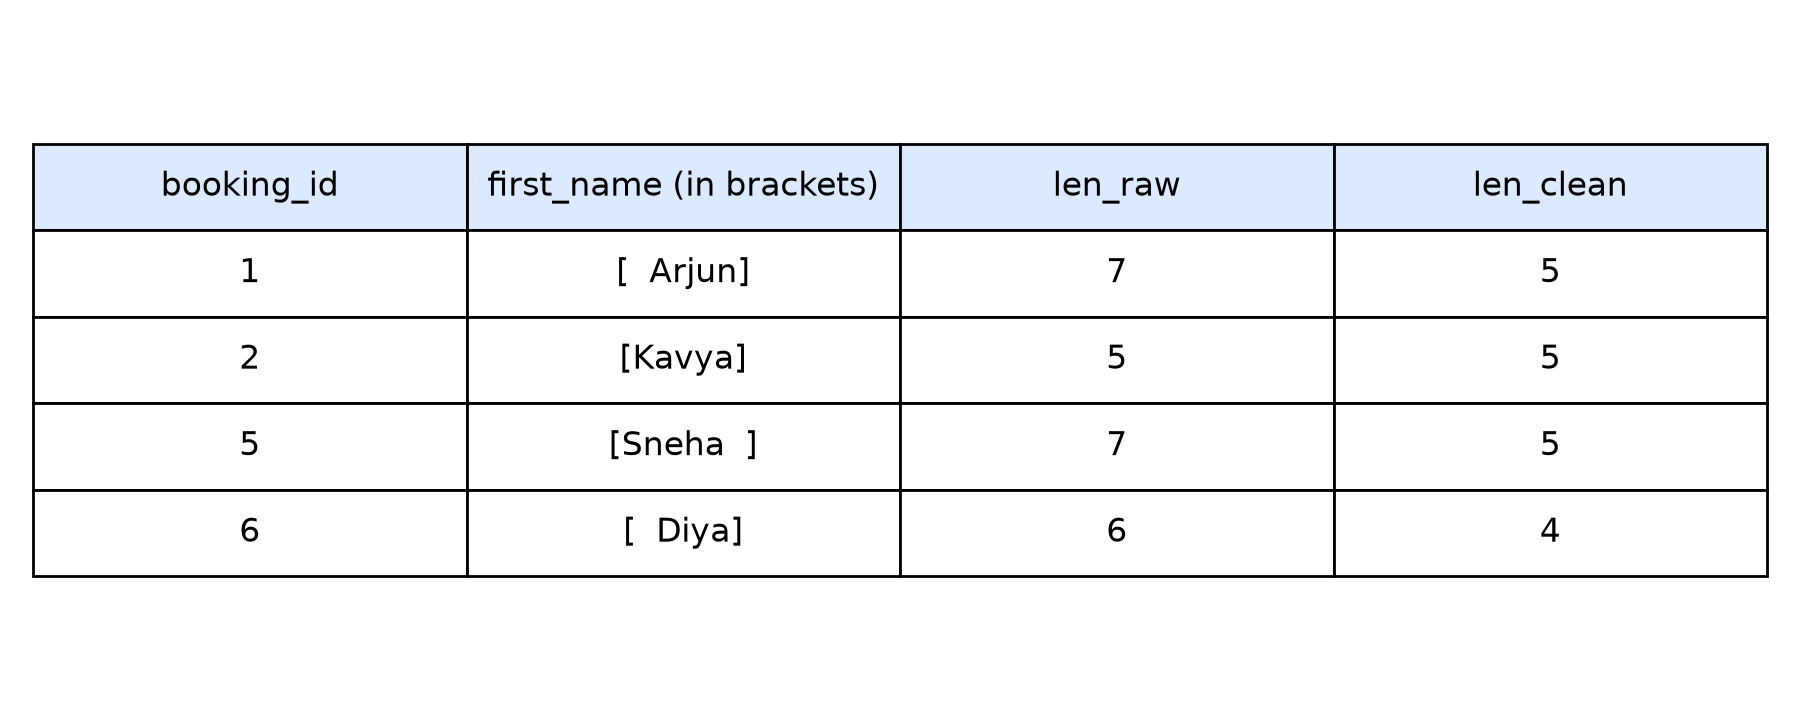 booking_id first_name (in brackets) len_raw len_clean
1 [  Arjun] 7 5
2 [Kavya] 5 5
5 [Sneha  ] 7 5
6 [  Diya] 6 4